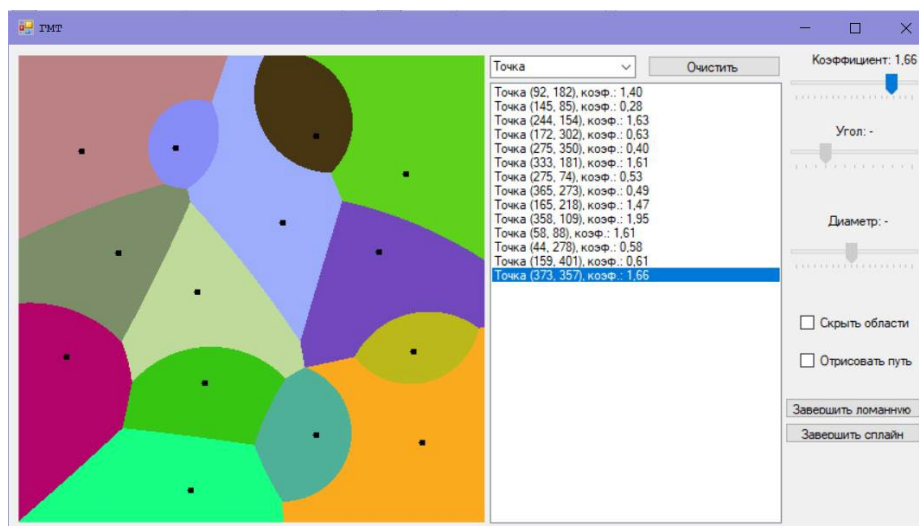 ГМТ
Точка
Очистить
Коэффициент: 1,66
Точка (92, 182), коэф.: 1,40
Точка (145, 85), коэф.: 0,28
Точка (244, 154), коэф.: 1,63
Точка (172, 302), коэф.: 0,63
Точка (275, 350), коэф.: 0,40
Точка (333, 181), коэф.: 1,61
Точка (275, 74), коэф.: 0,53
Точка (365, 273), коэф.: 0,49
Точка (165, 218), коэф.: 1,47
Точка (358, 109), коэф.: 1,95
Точка (58, 88), коэф.: 1,61
Точка (44, 278), коэф.: 0,58
Точка (159, 401), коэф.: 0,61
Точка (373, 357), коэф.: 1,66
Угол: -
Диаметр: -
Скрыть области
Отрисовать путь
Завершить ломанную
Завершить сплайн